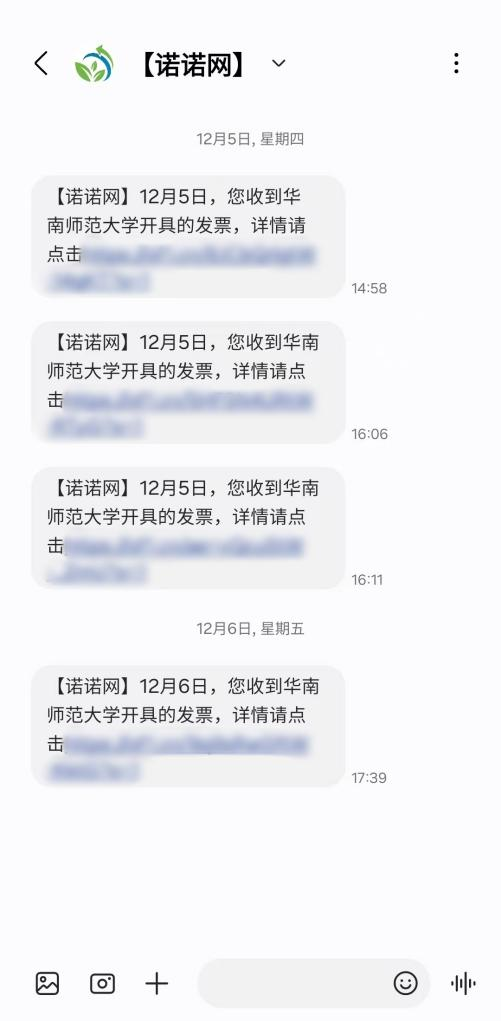 【诺诺网】
12月5日, 星期四
【诺诺网】12月5日，您收到华
南师范大学开具的发票，详情请
点击
14:58
【诺诺网】12月5日，您收到华南
师范大学开具的发票，详情请点
击
16:06
【诺诺网】12月5日，您收到华南
师范大学开具的发票，详情请点
击
16:11
12月6日, 星期五
【诺诺网】12月6日，您收到华南
师范大学开具的发票，详情请点
击
17:39